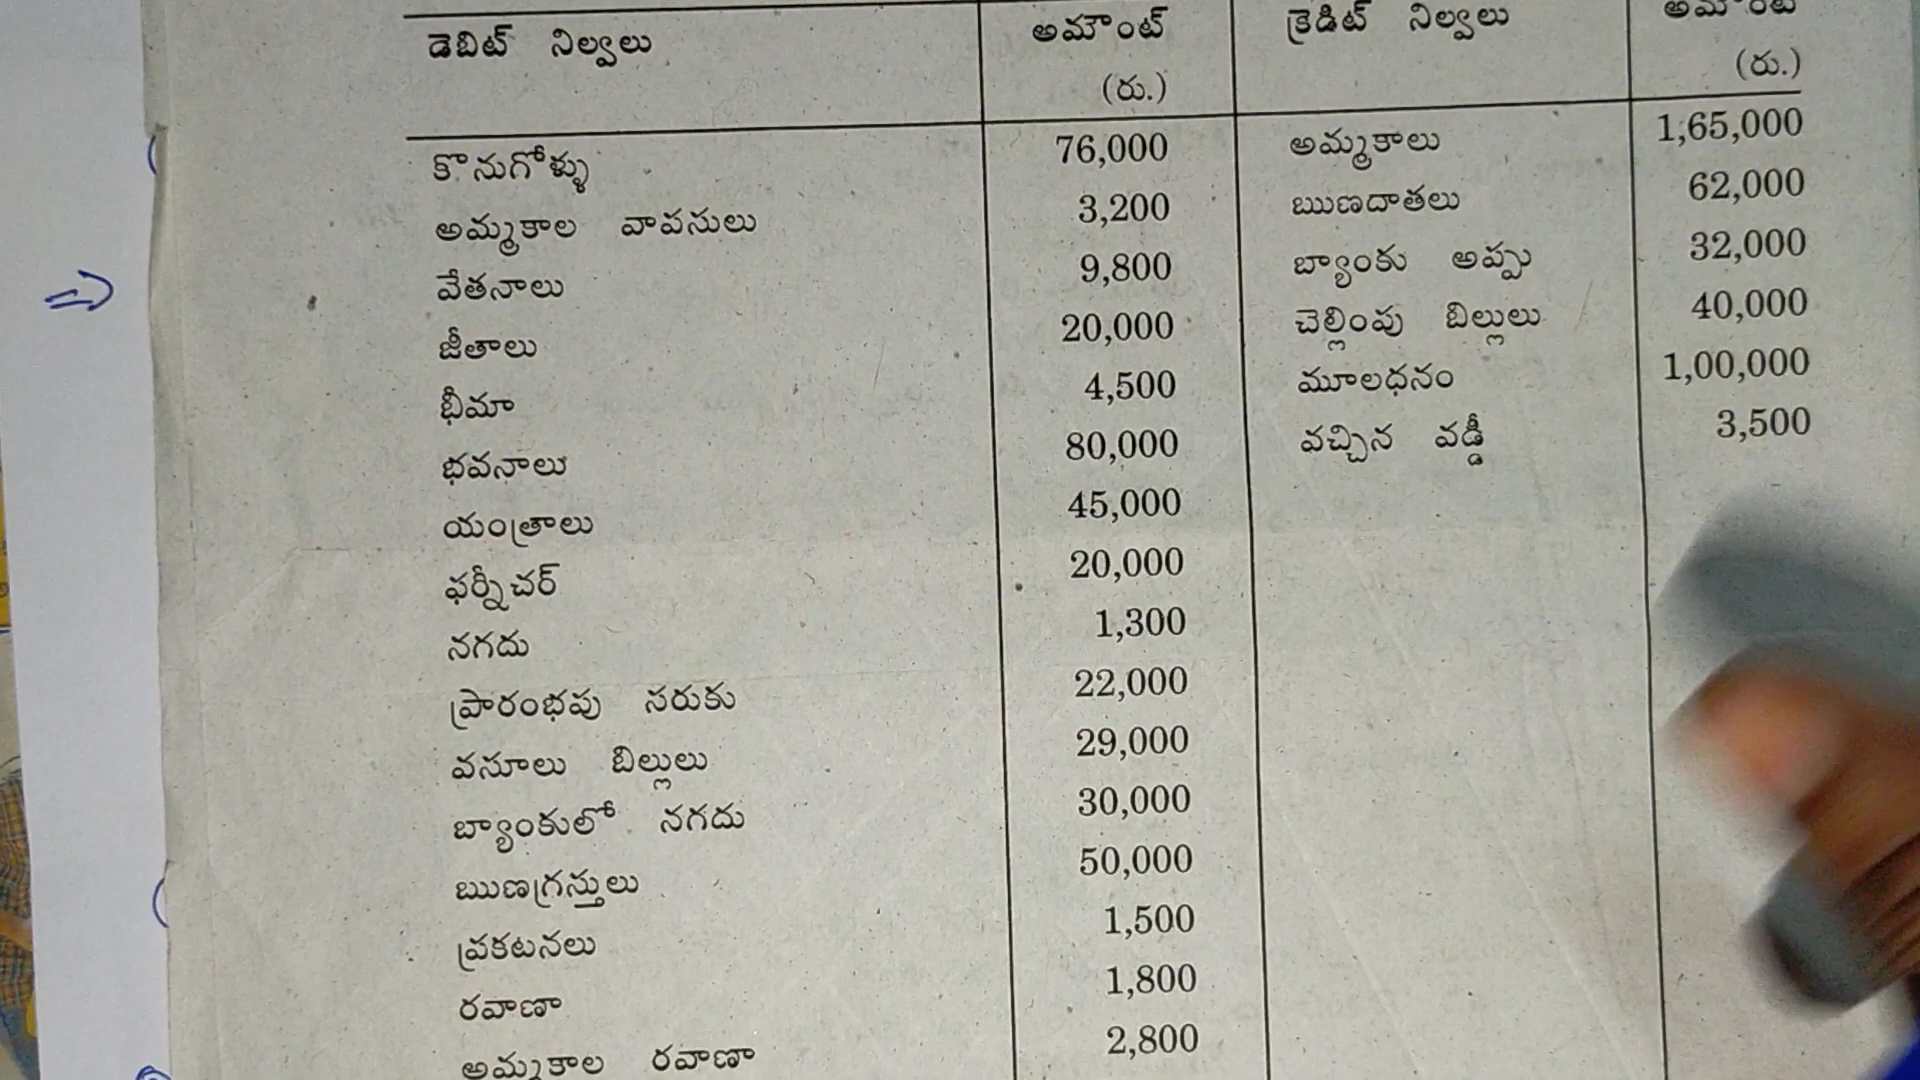 డెబిట్ నిల్వలు అమౌంట్ క్రెడిట్ నిల్వలు అమౌంట్
(రు.) (రు.)
కొనుగోళ్ళు 76,000 అమ్మకాలు 1,65,000
అమ్మకాల వాపసులు 3,200 ఋణదాతలు 62,000
వేతనాలు 9,800 బ్యాంకు అప్పు 32,000
జీతాలు 20,000 చెల్లింపు బిల్లులు 40,000
భీమా 4,500 మూలధనం 1,00,000
భవనాలు 80,000 వచ్చిన వడ్డీ 3,500
యంత్రాలు 45,000
ఫర్నీచర్ 20,000
నగదు 1,300
ప్రారంభపు సరుకు 22,000
వసూలు బిల్లులు 29,000
బ్యాంకులో నగదు 30,000
ఋణగ్రస్తులు 50,000
ప్రకటనలు 1,500
రవాణా 1,800
అమ్మకాల రవాణా 2,800